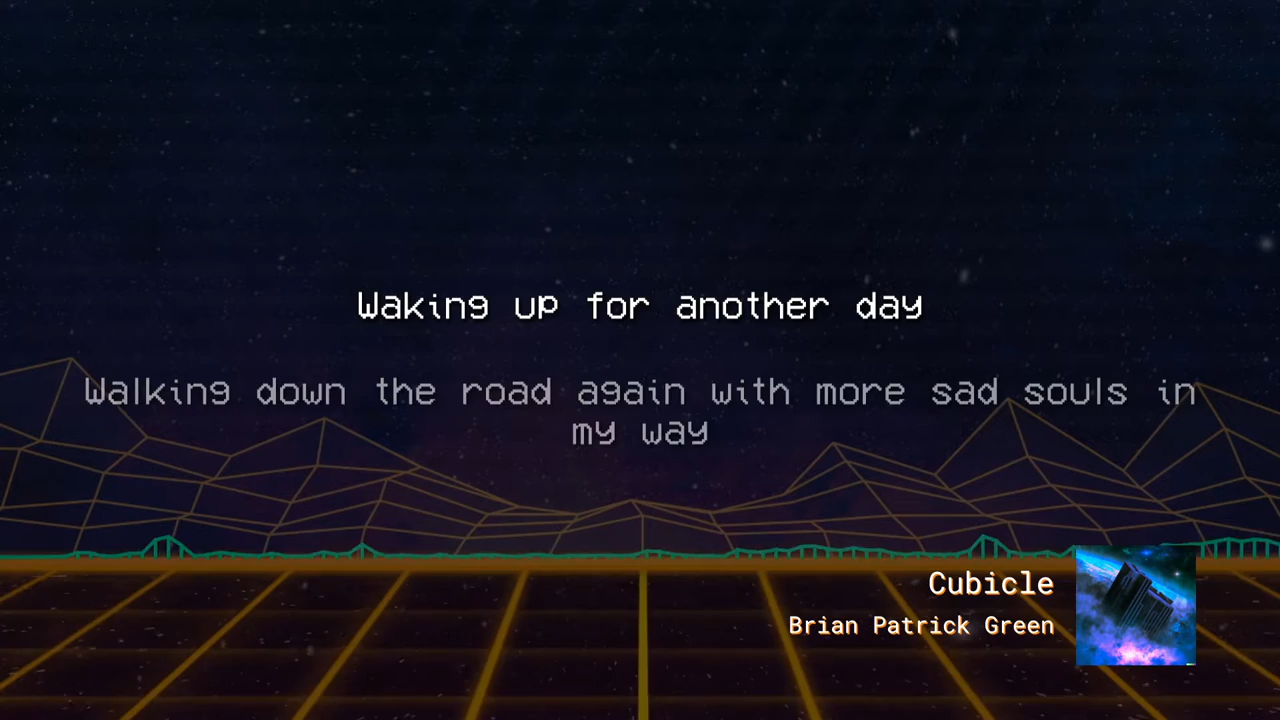 Waking up for another day
Walking down the road again with more sad souls in
my way
Cubicle
Brian Patrick Green